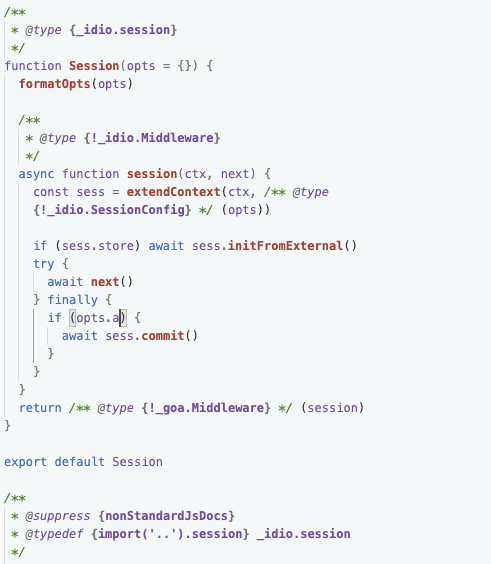 /**
 * @type {_idio.session}
 */
function Session(opts = {}) {
  formatOpts(opts)

  /**
   * @type {!_idio.Middleware}
   */
  async function session(ctx, next) {
    const sess = extendContext(ctx, /** @type
    {!_idio.SessionConfig} */ (opts))

    if (sess.store) await sess.initFromExternal()
    try {
      await next()
    } finally {
      if (opts.a) {
        await sess.commit()
      }
    }
  }
  return /** @type {!_goa.Middleware} */ (session)
}

export default Session

/**
 * @suppress {nonStandardJsDocs}
 * @typedef {import('..').session} _idio.session
 */